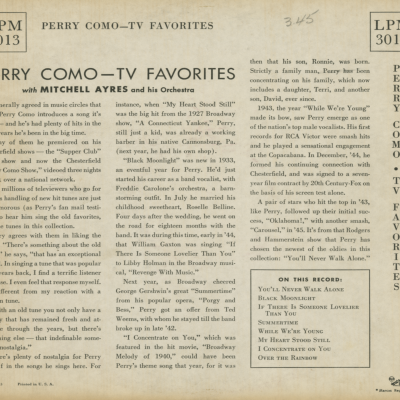 PM
013
PERRY COMO—TV FAVORITES
345
LPM
301
RRY COMO—TV FAVORITES
with MITCHELL AYRES and his Orchestra
nerally agreed in music circles that
Perry Como introduces a song it's
and he's had plenty of hits in the
ears he's been in the big time.
ny of them be premiered on his
erfield shows— the "Supper Club"
show and now the Chesterfield
Como Show," videoed three nights
over a national network.
millions of televiewers who go for
handling of new hit tunes are just
morous (as Perry's fan mail testi-
hear him sing the old favorites,
tunes in this collection.
y agrees with them in liking the
"There's something about the old
he says, "that has an exceptional
In singing a tune that was popular
ears back, I find a terrific listener
n. I even feel that response myself.
fferent from my reaction with a
tune.
ith an old tune you not only have a
y that has remained fresh and at-
through the years, but there's
ing else — that indefinable some-
nostalgia."
e's plenty of nostalgia for Perry
f in the songs he sings here. For
instance, when "My Heart Stood Still"
was the big hit from the 1927 Broadway
show, "A Connecticut Yankee," Perry,
still just a kid, was already a working
barber in his native Cannonsburg, Pa.
(next year, he had his own shop)
"Black Moonlight" was new in 1933,
an eventful year for Perry. He'd just
started his career as a band vocalist, with
Freddie Carolone's orchestra, a barn-
storming outfit. In July he married his
childhood sweetheart, Roselle Belline.
Four days after the wedding, he went on
the road for eighteen months with the
band. It was during this time, early in '34,
that William Gaxton was singing "If
There Is Someone Lovelier Than You"
to Libby Holman in the Broadway musi-
cal, "Revenge With Music."
Next year, as Broadway cheered
George Gershwin's great "Summertime"
from his popular opera, "Porgy and
Bess," Perry got an offer from Ted
Weems, with whom he stayed till the band
broke up in late '42.
"I Concentrate on You," which was
featured in the movie, "Broadway
Melody of 1940," could have been
Perry's theme song that year, for it was
then that his son, Ronnie, was born.
Strictly a family man, Perry has been
concentrating on his family, which now
includes a daughter, Terri, and another
son, David, ever since.
1943, the year "While We're Young"
made its bow, saw Perry emerge as one
of the nation's top male vocalists. His first
records for RCA Victor were smash hits
and he played a sensational engagement
at the Copacabana. In December, '44, he
formed his continuing connection with
Chesterfield, and was signed to a seven-
year film contract by 20th Century-Fox on
the basis of his screen test alone.
A pair of stars who hit the top in '43,
like Perry, followed up their initial suc-
cess, "Oklahoma!," with another smash,
"Carousel," in '45. It's from that Rodgers
and Hammerstein show that Perry has
chosen the newest of the oldies in this
collection: "You'll Never Walk Alone."
ON THIS RECORD:
YOU'LL NEVER WALK ALONE
BLACK MOONLIGHT
IF THERE IS SOMEONE LOVELIER
THAN YOU
SUMMERTIME
WHILE WE'RE YOUNG
MY HEART STOOD STILL
I CONCENTRATE ON YOU
OVER THE RAINBOW
PERRY COMO • TV FAVORITES
Printed in U. S. A.